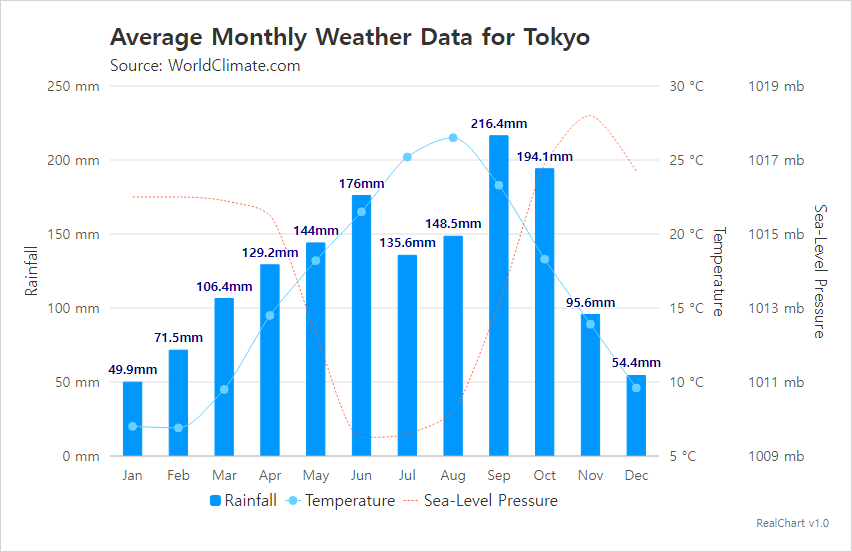 Average Monthly Weather Data for Tokyo
Source: WorldClimate.com
250 mm
200 mm
150 mm
100 mm
50 mm
0 mm
Rainfall
30 °C
25 °C
20 °C
15 °C
10 °C
5 °C
Temperature
1019 mb
1017 mb
1015 mb
1013 mb
1011 mb
1009 mb
Sea-Level Pressure
49.9mm
71.5mm
106.4mm
129.2mm
144mm
176mm
135.6mm
148.5mm
216.4mm
194.1mm
95.6mm
54.4mm
Jan Feb Mar Apr May Jun Jul Aug Sep Oct Nov Dec
Rainfall Temperature Sea-Level Pressure
RealChart v1.0